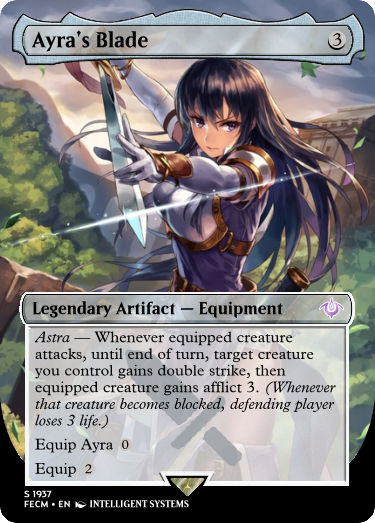 Ayra's Blade 3
Legendary Artifact — Equipment
Astra — Whenever equipped creature
attacks, until end of turn, target creature
you control gains double strike, then
equipped creature gains afflict 3. (Whenever
that creature becomes blocked, defending player
loses 3 life.)
Equip Ayra 0
Equip 2
S 1937
FECM • EN INTELLIGENT SYSTEMS